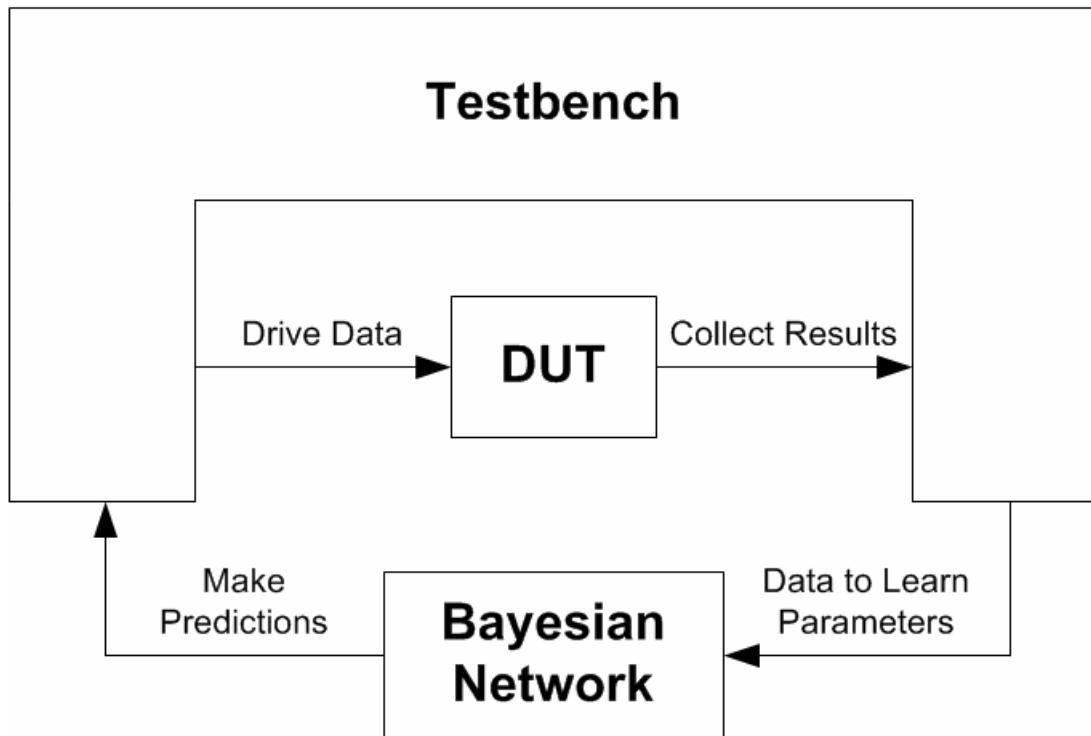 Testbench
Drive Data
DUT
Collect Results
Make
Predictions
Bayesian
Network
Data to Learn
Parameters